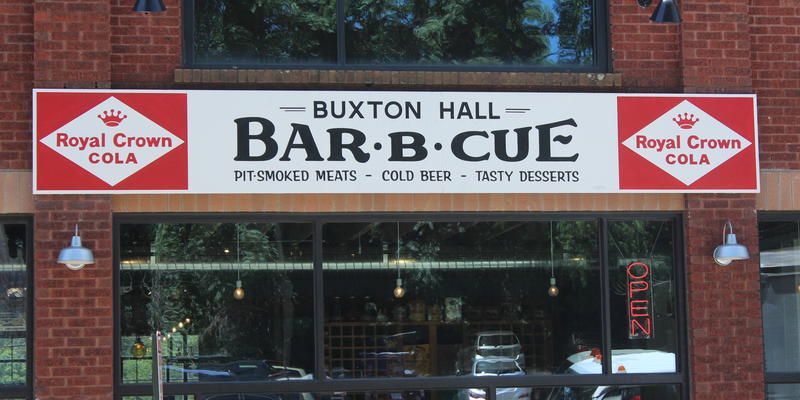 BUXTON HALL
BAR·B·CUE
PIT-SMOKED MEATS - COLD BEER - TASTY DESSERTS
Royal Crown
COLA
Royal Crown
COLA
OPEN